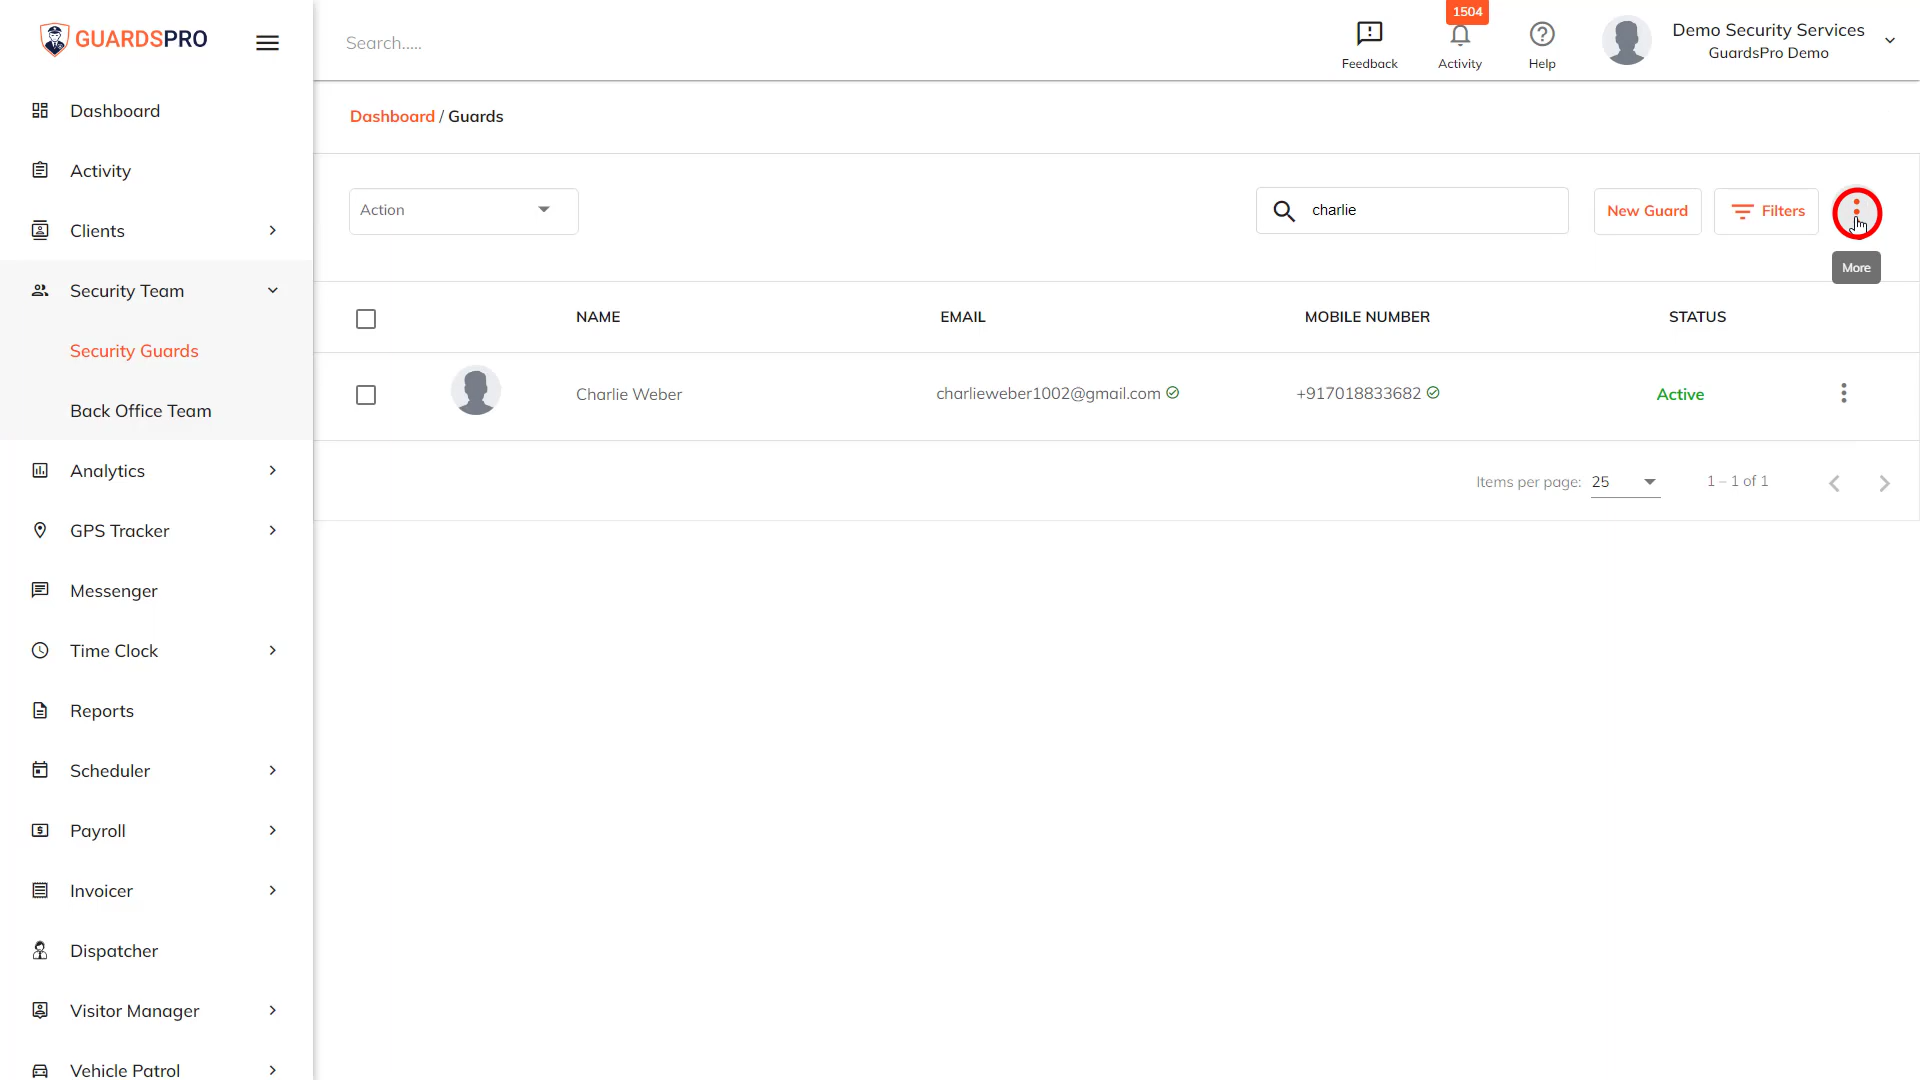 GUARDSPRO
Search.....
Feedback
1504
Activity
Help
Demo Security Services
GuardsPro Demo
Dashboard
Activity
Clients
Security Team
Security Guards
Back Office Team
Analytics
GPS Tracker
Messenger
Time Clock
Reports
Scheduler
Payroll
Invoicer
Dispatcher
Visitor Manager
Vehicle Patrol
Dashboard / Guards
Action
charlie
New Guard
Filters
More
NAME EMAIL MOBILE NUMBER STATUS
Charlie Weber charlieweber1002@gmail.com +917018833682 Active
Items per page: 25 1 – 1 of 1